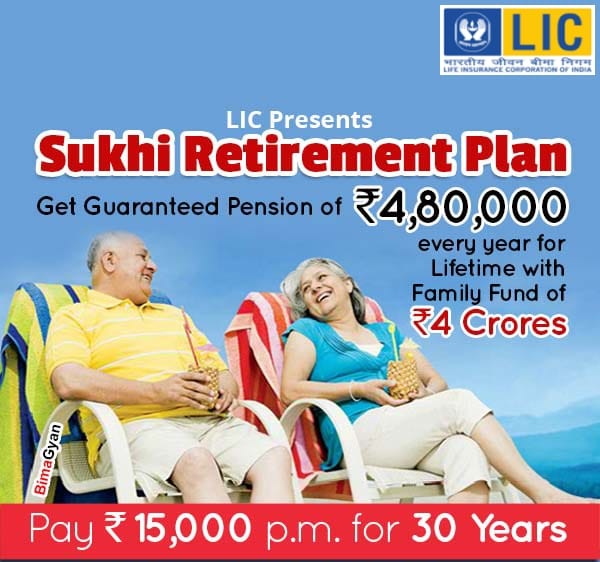 LIC
भारतीय जीवन बीमा निगम
LIFE INSURANCE CORPORATION OF INDIA
LIC Presents
Sukhi Retirement Plan
Get Guaranteed Pension of ₹4,80,000
every year for
Lifetime with
Family Fund of
₹4 Crores
BimaGyan
Pay ₹ 15,000 p.m. for 30 Years